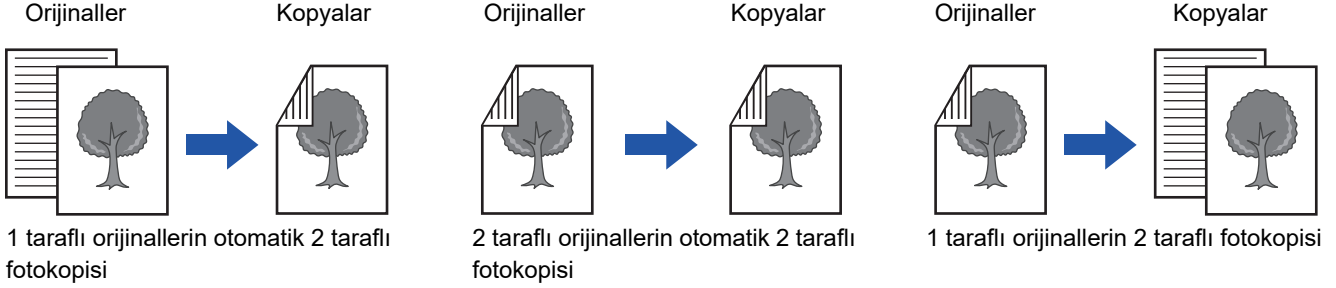 Orijinaller Kopyalar Orijinaller Kopyalar Orijinaller Kopyalar
1 taraflı orijinallerin otomatik 2 taraflı
fotokopisi
2 taraflı orijinallerin otomatik 2 taraflı
fotokopisi
1 taraflı orijinallerin 2 taraflı fotokopisi